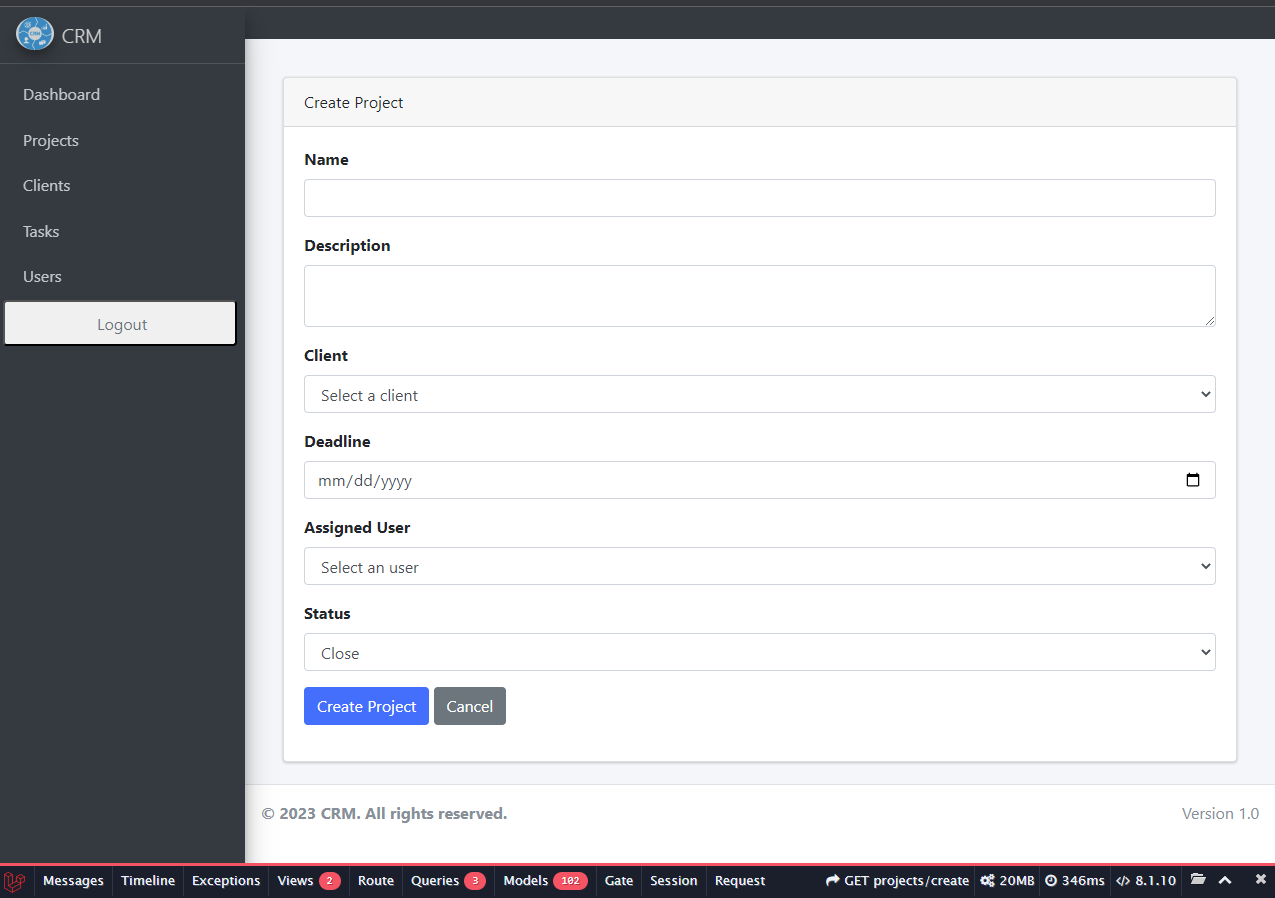 CRM
Dashboard
Projects
Clients
Tasks
Users
Logout
Create Project
Name
Description
Client
Select a client
Deadline
mm/dd/yyyy
Assigned User
Select an user
Status
Close
Create Project Cancel
© 2023 CRM. All rights reserved. Version 1.0
Messages Timeline Exceptions Views 2 Route Queries 3 Models 102 Gate Session Request GET projects/create 20MB 346ms 8.1.10